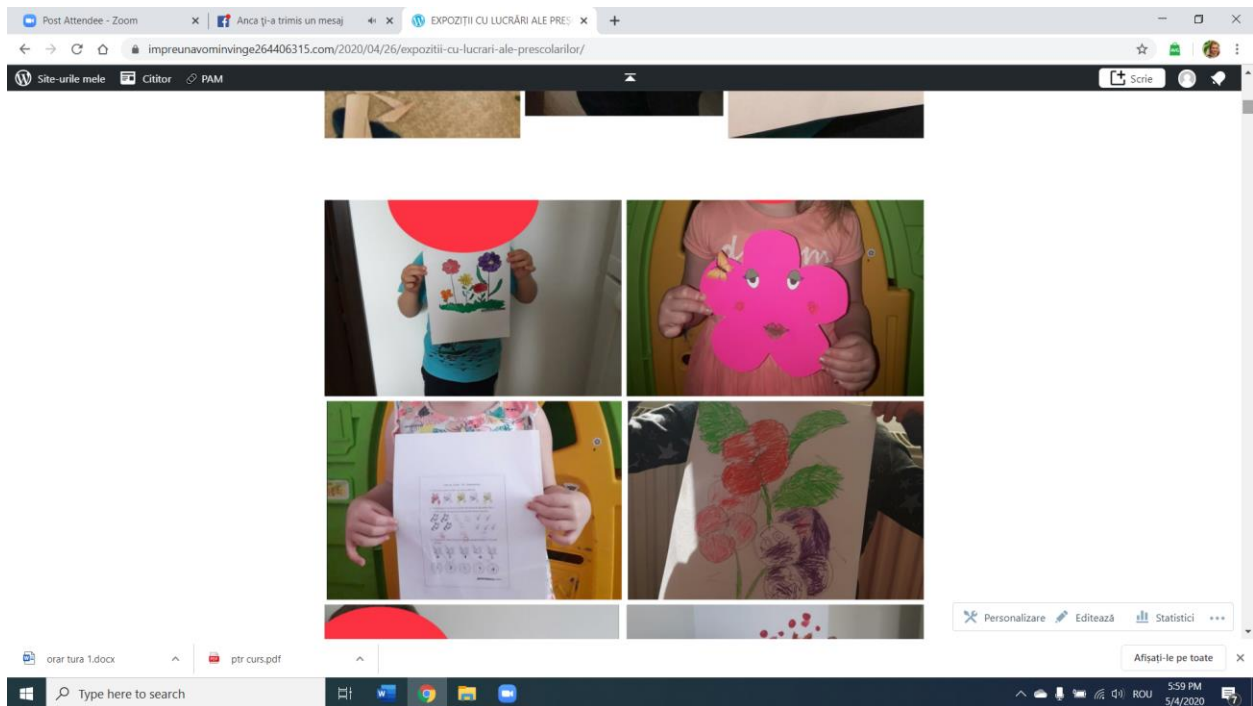 Post Attendee - Zoom
Anca ți-a trimis un mesaj
EXPOZIȚII CU LUCRĂRI ALE PREȘ
impreunavominvinge264406315.com/2020/04/26/expozitii-cu-lucrari-ale-prescolarilor/
Site-urile mele Cititor PAM Scrie
Personalizare Editează Statistici
orar tura 1.docx ptr curs.pdf Afișați-le pe toate
Type here to search ROU 5:59 PM
5/4/2020